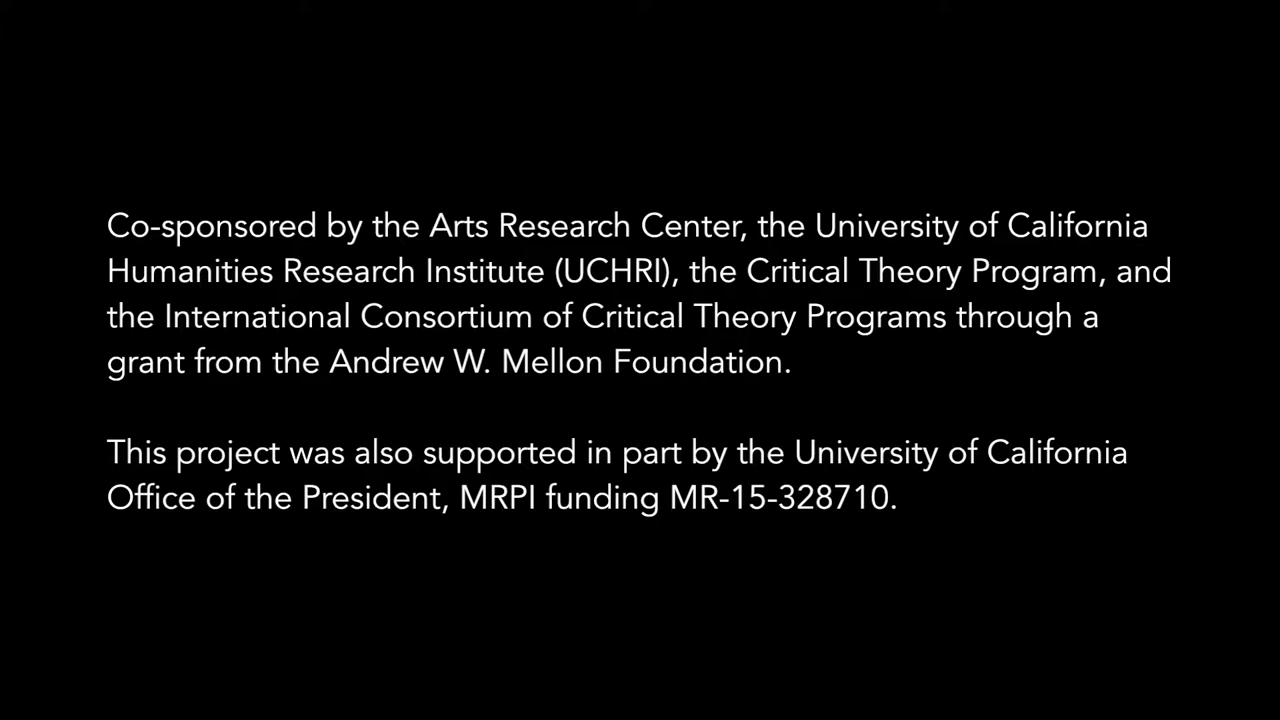 Co-sponsored by the Arts Research Center, the University of California
Humanities Research Institute (UCHRI), the Critical Theory Program, and
the International Consortium of Critical Theory Programs through a
grant from the Andrew W. Mellon Foundation.
This project was also supported in part by the University of California
Office of the President, MRPI funding MR-15-328710.